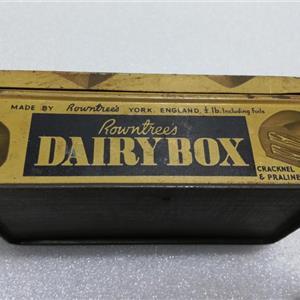 MADE BY Rowntree's YORK, ENGLAND, ½ lb. Including Foils
Rowntree's
DAIRY BOX
CRACKNEL
& PRALINE